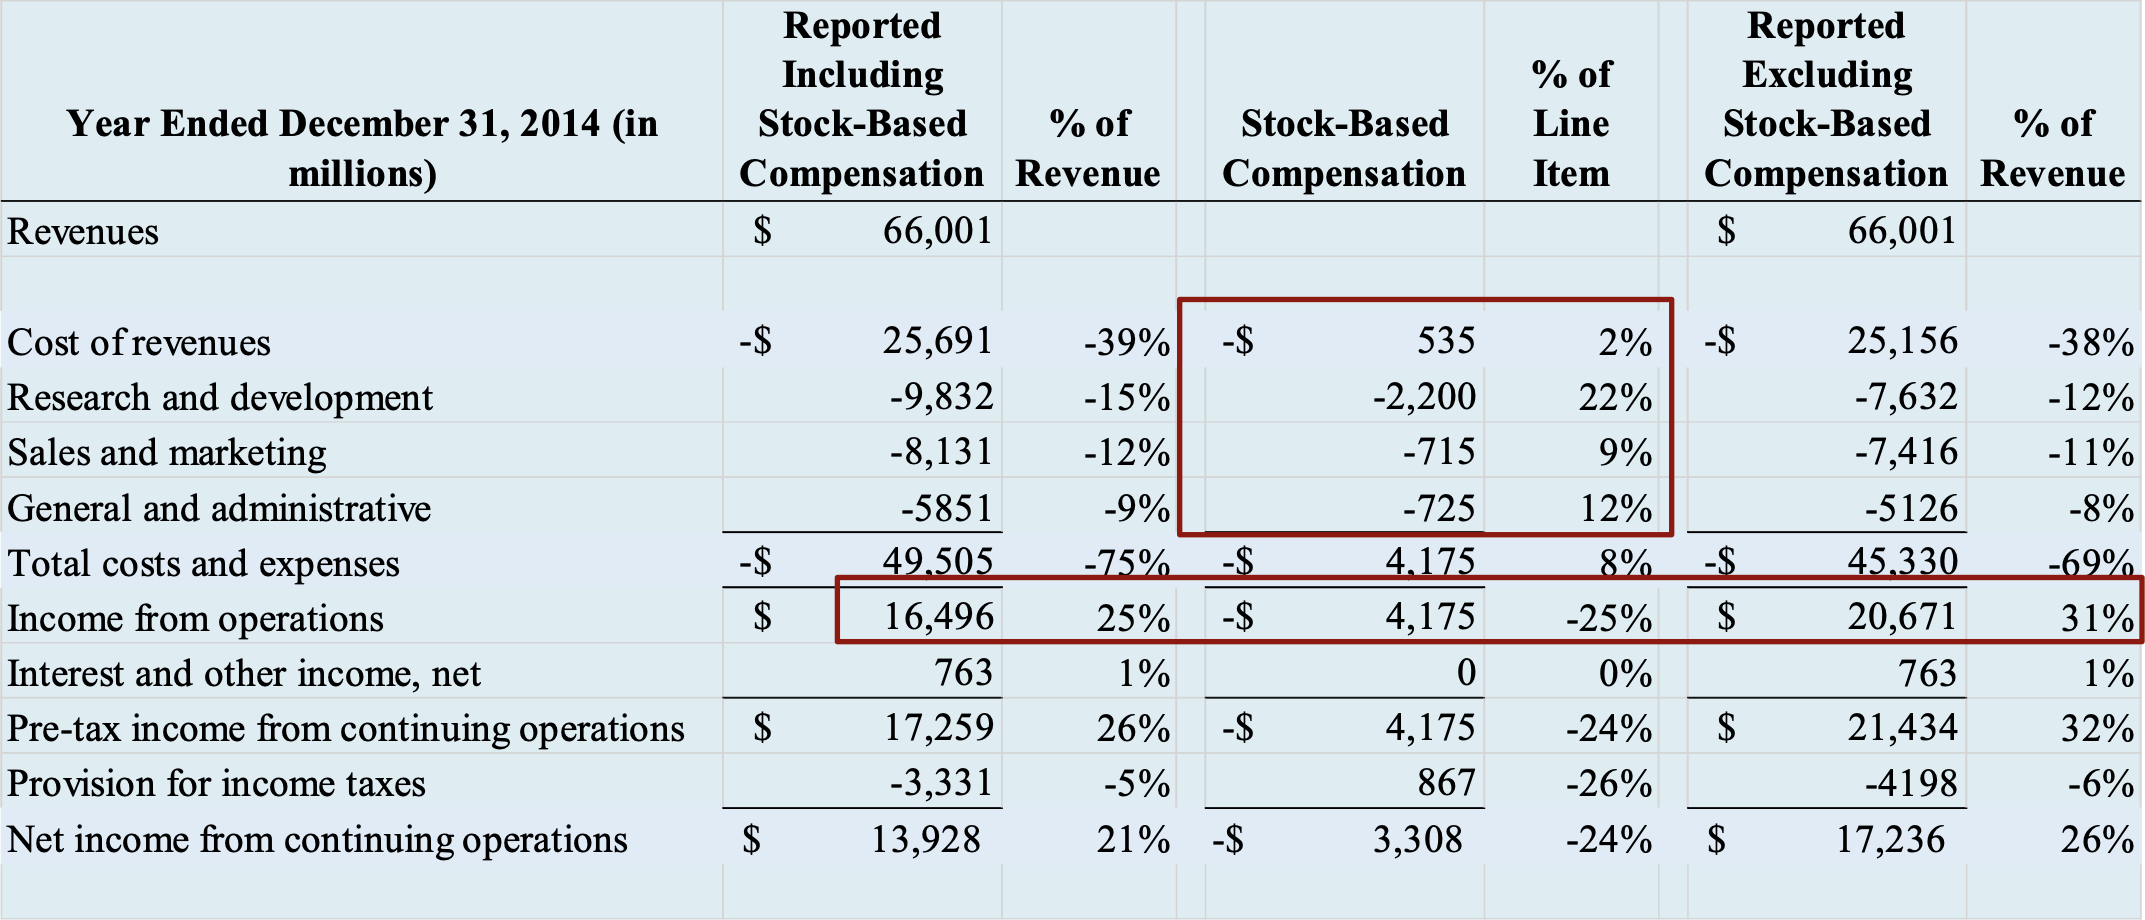 Year Ended December 31, 2014 (in millions) Reported Including Stock-Based Compensation % of Revenue Stock-Based Compensation % of Line Item Reported Excluding Stock-Based Compensation % of Revenue
Revenues $ 66,001 $ 66,001
Cost of revenues -$ 25,691 -39% -$ 535 2% -$ 25,156 -38%
Research and development -9,832 -15% -2,200 22% -7,632 -12%
Sales and marketing -8,131 -12% -715 9% -7,416 -11%
General and administrative -5851 -9% -725 12% -5126 -8%
Total costs and expenses -$ 49,505 -75% -$ 4,175 8% -$ 45,330 -69%
Income from operations $ 16,496 25% -$ 4,175 -25% $ 20,671 31%
Interest and other income, net 763 1% 0 0% 763 1%
Pre-tax income from continuing operations $ 17,259 26% -$ 4,175 -24% $ 21,434 32%
Provision for income taxes -3,331 -5% 867 -26% -4198 -6%
Net income from continuing operations $ 13,928 21% -$ 3,308 -24% $ 17,236 26%